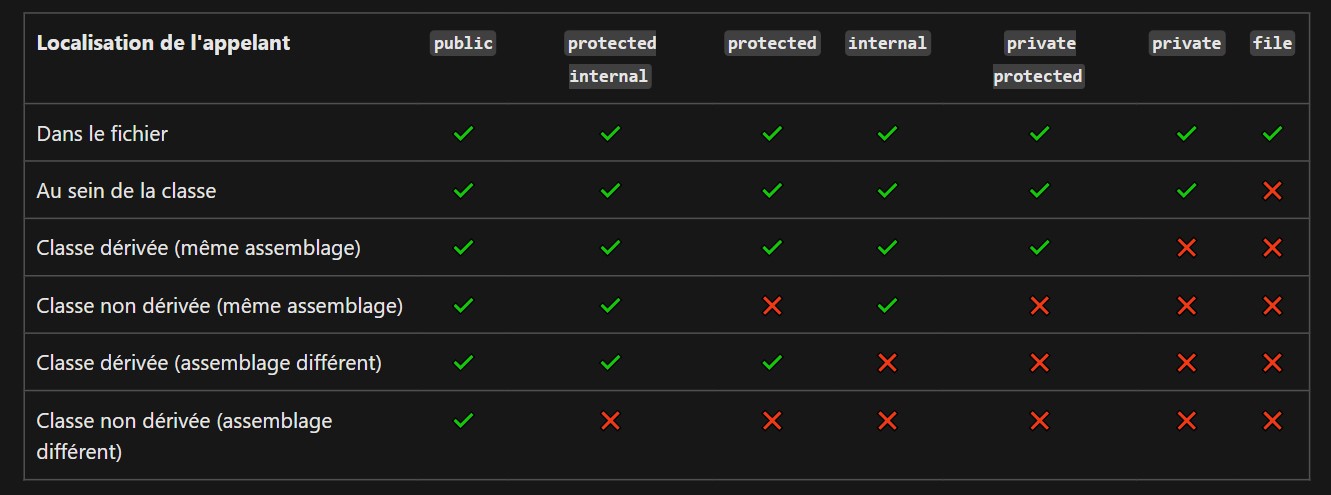 Localisation de l'appelant public protected protected internal private private file
internal protected
Dans le fichier ✓ ✓ ✓ ✓ ✓ ✓ ✓
Au sein de la classe ✓ ✓ ✓ ✓ ✓ ✓ ✕
Classe dérivée (même assemblage) ✓ ✓ ✓ ✓ ✓ ✕ ✕
Classe non dérivée (même assemblage) ✓ ✓ ✕ ✓ ✕ ✕ ✕
Classe dérivée (assemblage différent) ✓ ✓ ✓ ✕ ✕ ✕ ✕
Classe non dérivée (assemblage ✓ ✕ ✕ ✕ ✕ ✕ ✕
différent)